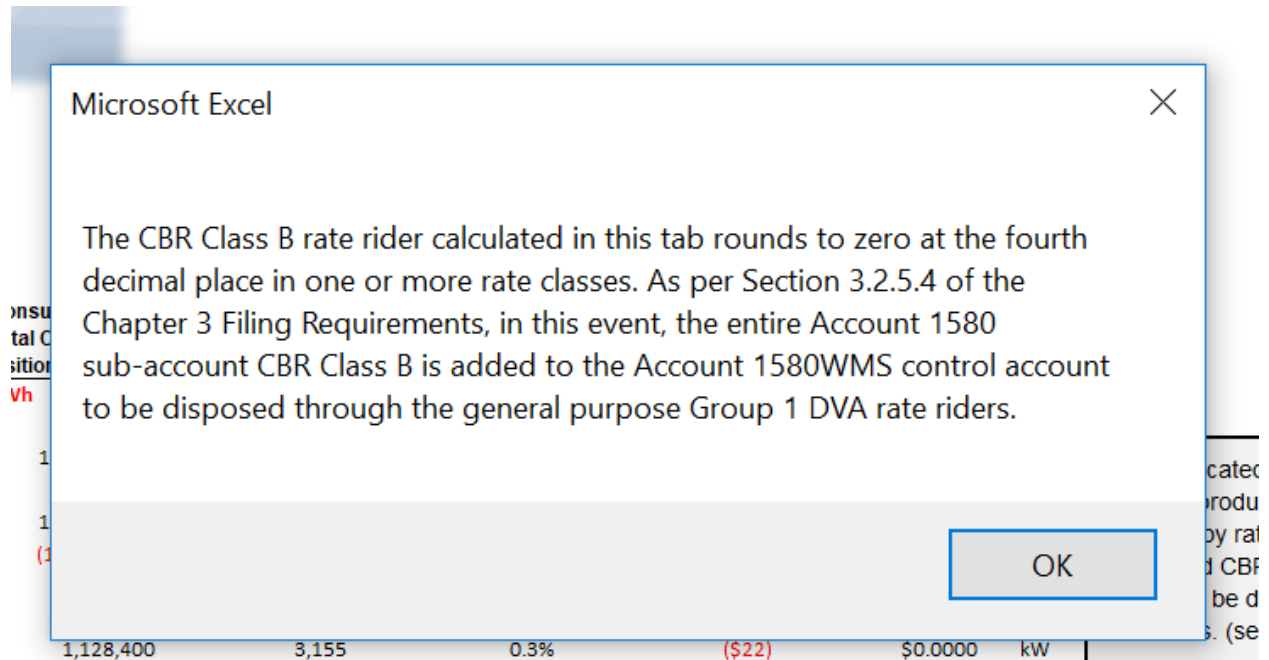 Microsoft Excel
The CBR Class B rate rider calculated in this tab rounds to zero at the fourth
decimal place in one or more rate classes. As per Section 3.2.5.4 of the
Chapter 3 Filing Requirements, in this event, the entire Account 1580
sub-account CBR Class B is added to the Account 1580WMS control account
to be disposed through the general purpose Group 1 DVA rate riders.
OK
be d
(se
1,128,400 3,155 0.3% ($22) $0.0000 kW